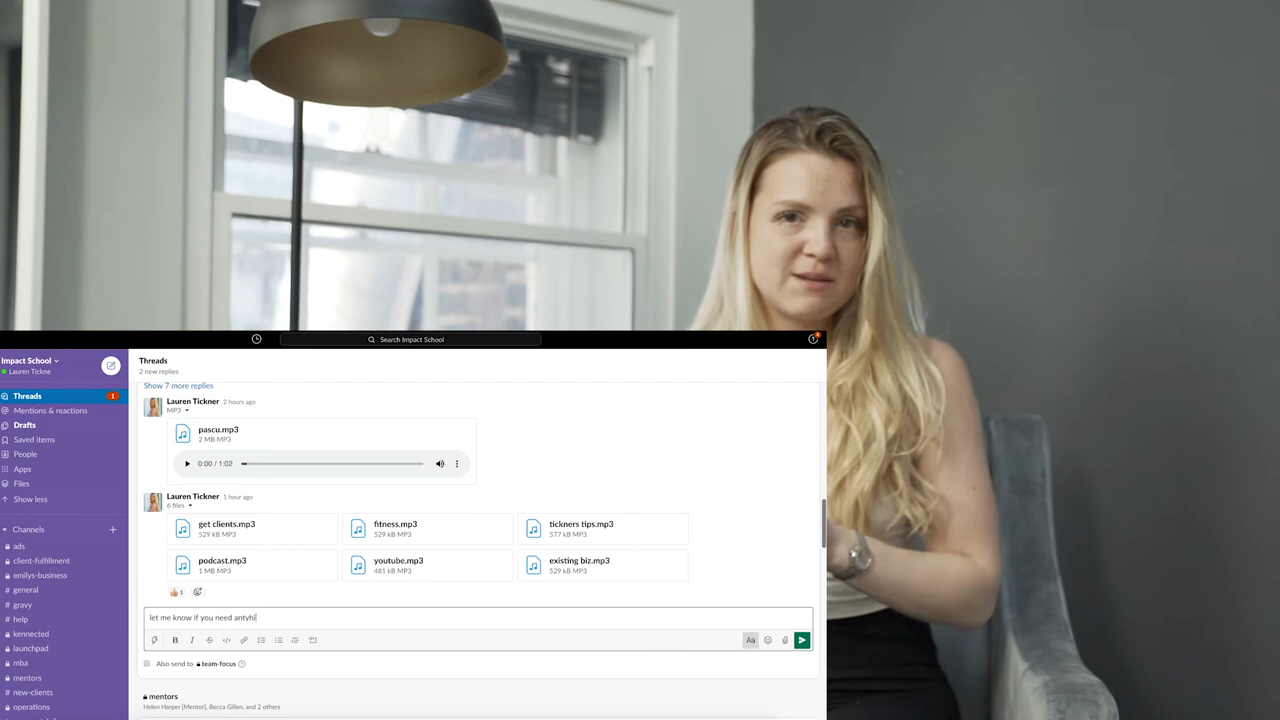 Search Impact School
Impact School
Lauren Tickne
Threads 1
Mentions & reactions
Drafts
Saved items
People
Apps
Files
Show less
Channels
ads
client-fulfillment
emilys-business
# general
# gravy
# help
kennected
launchpad
mba
mentors
# new-clients
operations
Threads
2 new replies
Show 7 more replies
Lauren Tickner 2 hours ago
MP3
pascu.mp3
2 MB MP3
0:00 / 1:02
Lauren Tickner 1 hour ago
6 files
get clients.mp3
529 kB MP3
fitness.mp3
529 kB MP3
tickners tips.mp3
577 kB MP3
podcast.mp3
1 MB MP3
youtube.mp3
481 kB MP3
existing biz.mp3
529 kB MP3
1
let me know if you need antyhi
B I S Aa
Also send to team-focus
mentors
Helen Harper [Mentor], Becca Gillen, and 2 others